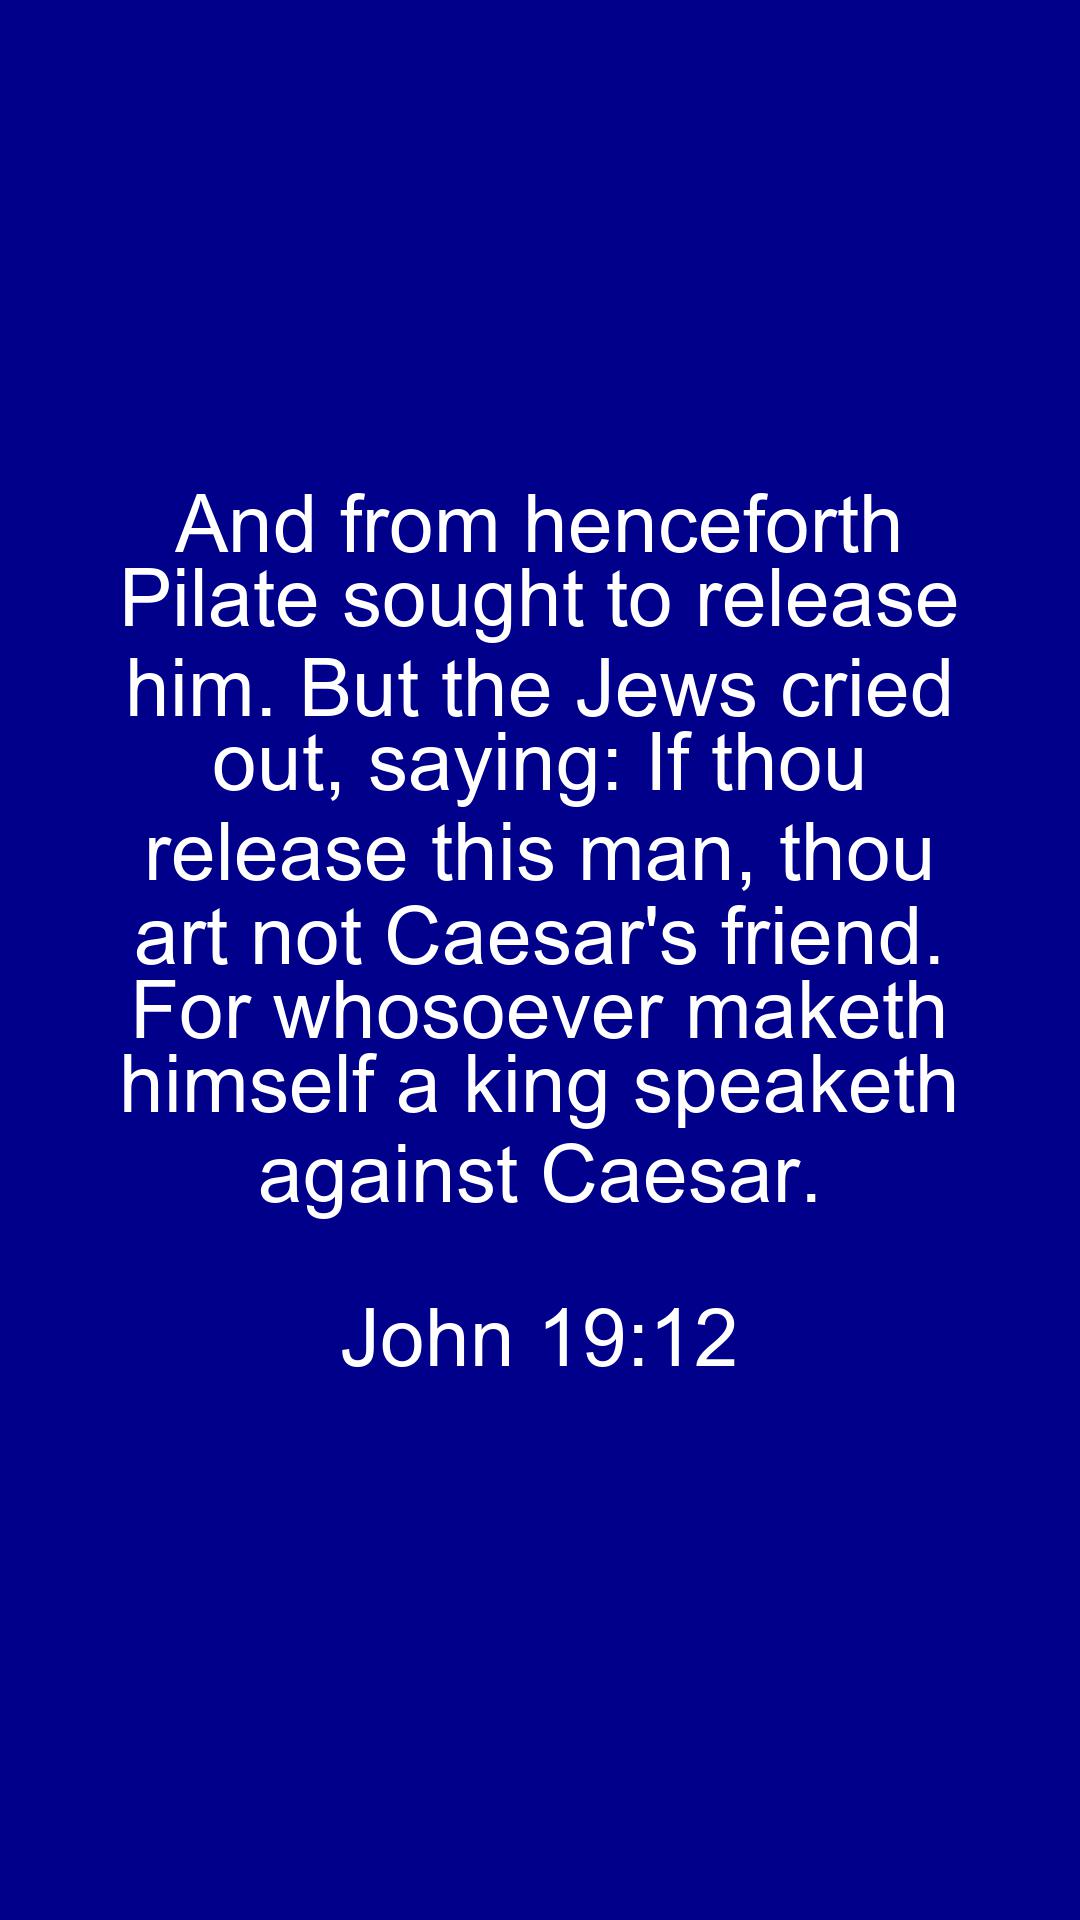 And from henceforth
Pilate sought to release
him. But the Jews cried
out, saying: If thou
release this man, thou
art not Caesar's friend.
For whosoever maketh
himself a king speaketh
against Caesar.
John 19:12